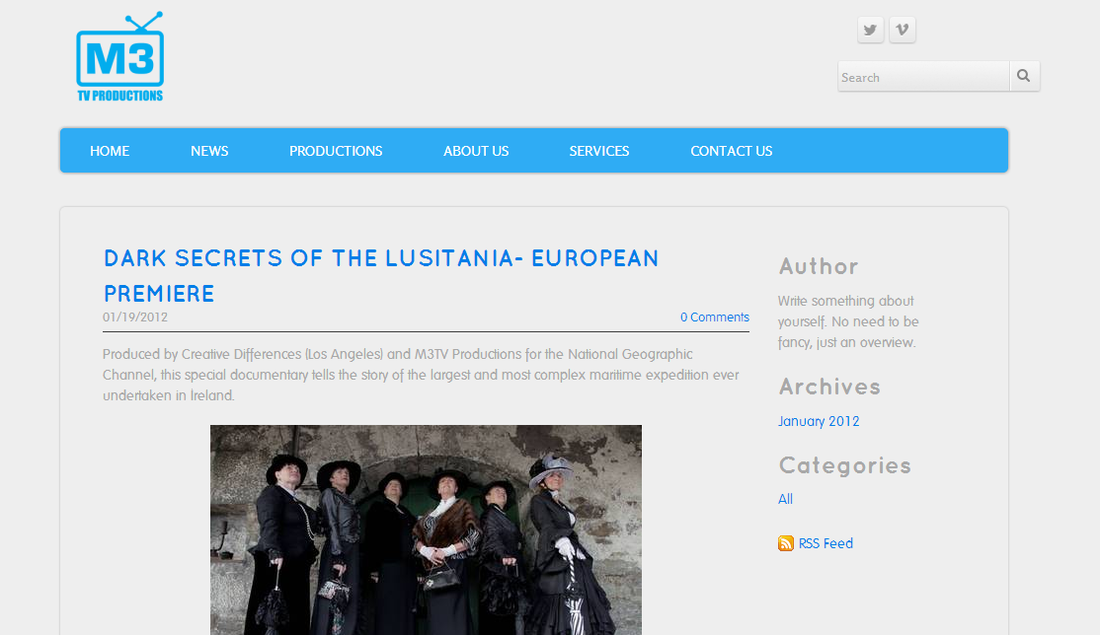 M3
TV PRODUCTIONS
Search
HOME NEWS PRODUCTIONS ABOUT US SERVICES CONTACT US
DARK SECRETS OF THE LUSITANIA- EUROPEAN
PREMIERE
01/19/2012 0 Comments
Produced by Creative Differences (Los Angeles) and M3TV Productions for the National Geographic
Channel, this special documentary tells the story of the largest and most complex maritime expedition ever
undertaken in Ireland.
Author
Write something about
yourself. No need to be
fancy, just an overview.
Archives
January 2012
Categories
All
RSS Feed